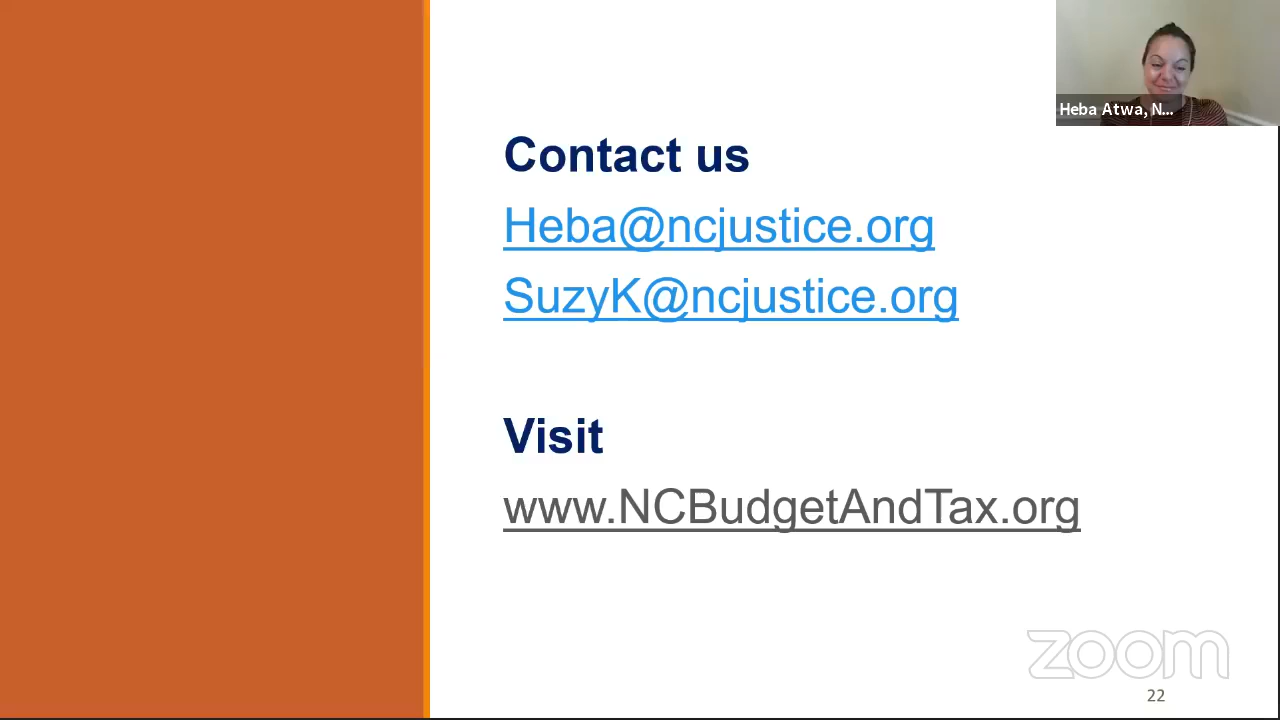 Heba Atwa, N...
Contact us
Heba@ncjustice.org
SuzyK@ncjustice.org
Visit
www.NCBudgetAndTax.org
zoom
22